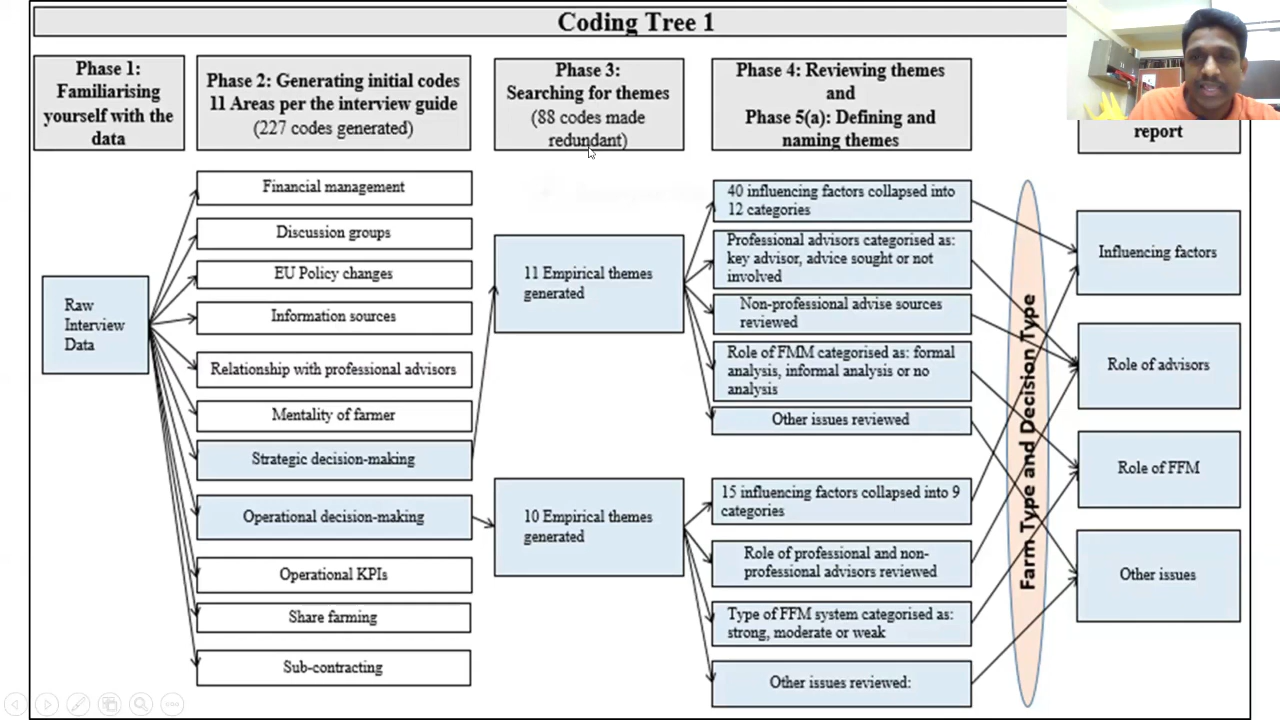 Coding Tree 1
Phase 1:
Familiarising
yourself with the
data
Phase 2: Generating initial codes
11 Areas per the interview guide
(227 codes generated)
Phase 3:
Searching for themes
(88 codes made
redundant)
Phase 4: Reviewing themes
and
Phase 5(a): Defining and
naming themes
report
Raw
Interview
Data
Financial management
Discussion groups
EU Policy changes
Information sources
Relationship with professional advisors
Mentality of farmer
Strategic decision-making
Operational decision-making
Operational KPIs
Share farming
Sub-contracting
11 Empirical themes
generated
10 Empirical themes
generated
40 influencing factors collapsed into
12 categories
Professional advisors categorised as:
key advisor, advice sought or not
involved
Non-professional advise sources
reviewed
Role of FMM categorised as: formal
analysis, informal analysis or no
analysis
Other issues reviewed
15 influencing factors collapsed into 9
categories
Role of professional and non-
professional advisors reviewed
Type of FFM system categorised as:
strong, moderate or weak
Other issues reviewed:
Farm Type and Decision Type
Influencing factors
Role of advisors
Role of FFM
Other issues